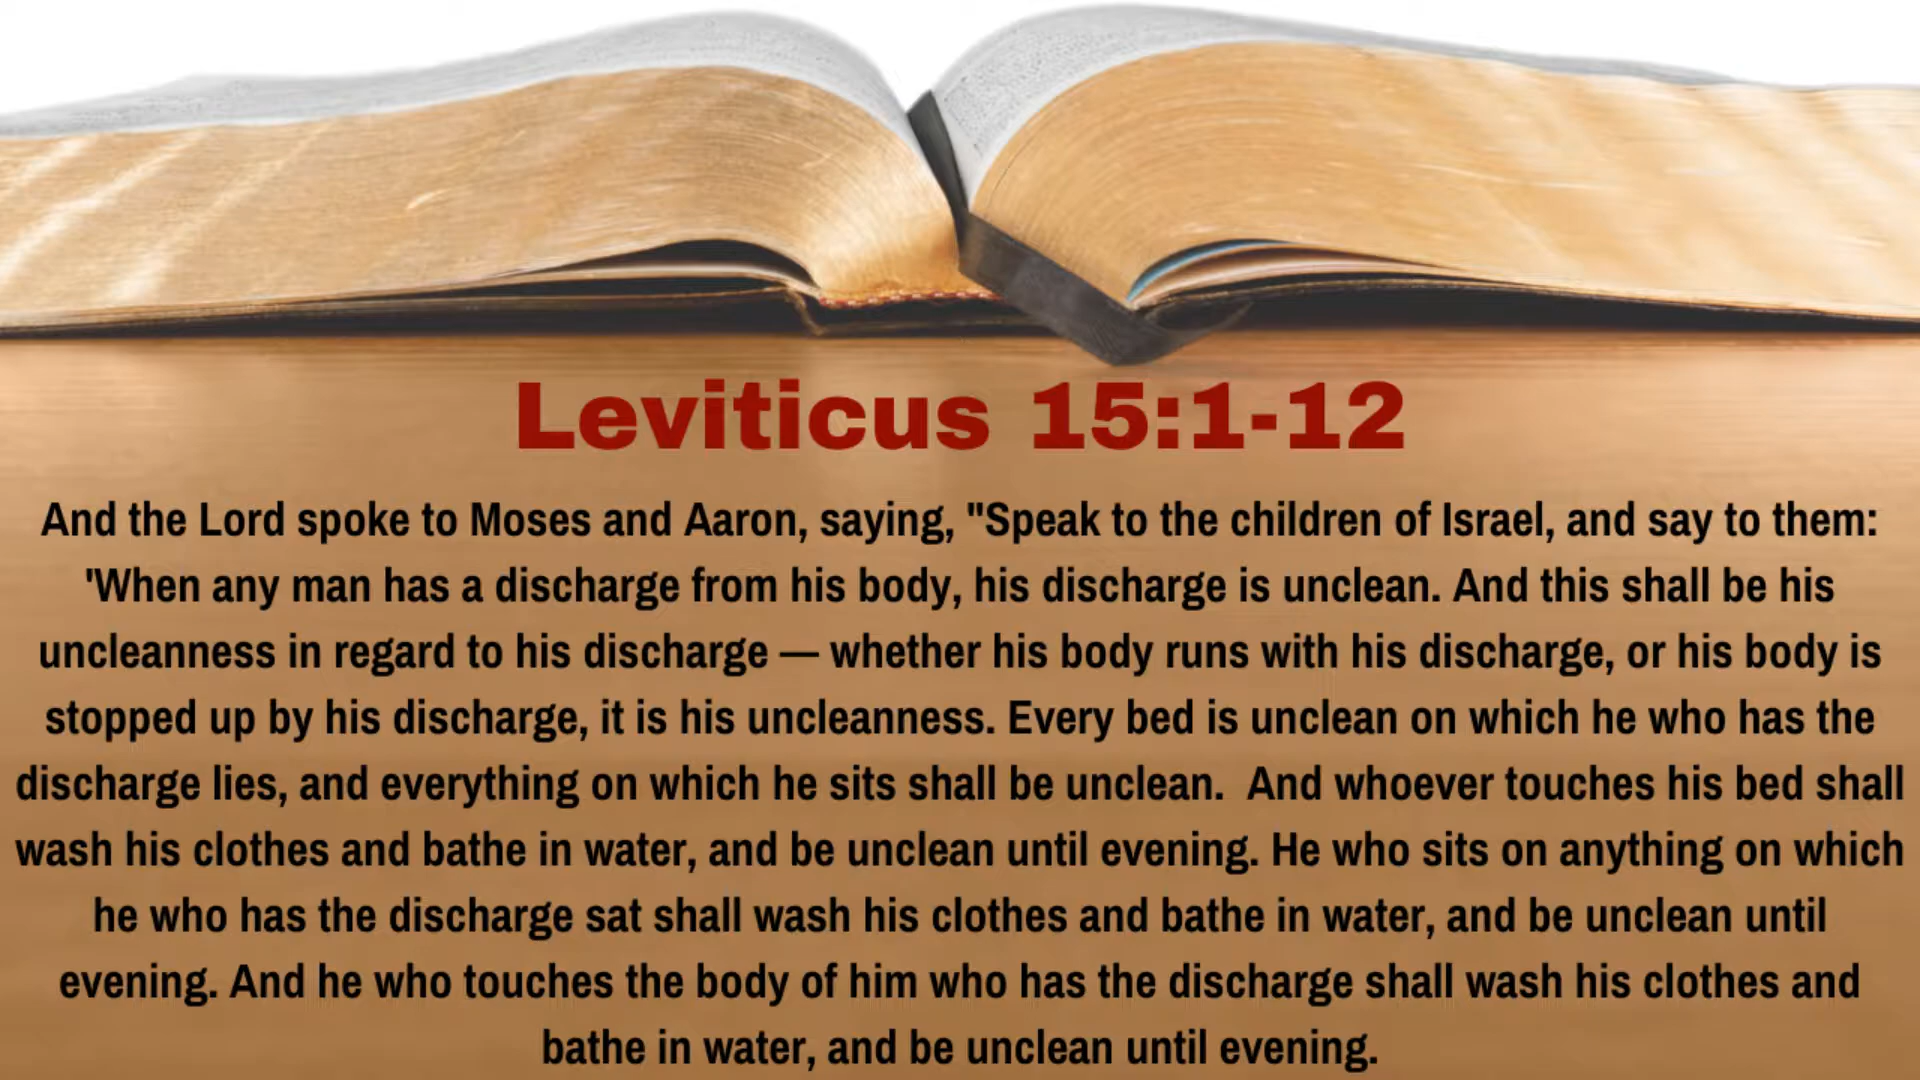 Leviticus 15:1-12
And the Lord spoke to Moses and Aaron, saying, "Speak to the children of Israel, and say to them:
'When any man has a discharge from his body, his discharge is unclean. And this shall be his
uncleanness in regard to his discharge — whether his body runs with his discharge, or his body is
stopped up by his discharge, it is his uncleanness. Every bed is unclean on which he who has the
discharge lies, and everything on which he sits shall be unclean.  And whoever touches his bed shall
wash his clothes and bathe in water, and be unclean until evening. He who sits on anything on which
he who has the discharge sat shall wash his clothes and bathe in water, and be unclean until
evening. And he who touches the body of him who has the discharge shall wash his clothes and
bathe in water, and be unclean until evening.